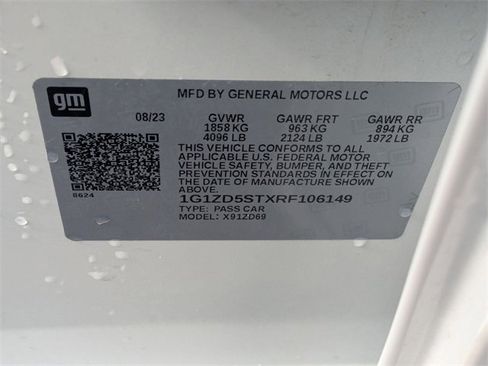 gm
MFD BY GENERAL MOTORS LLC
08/23 GVWR GAWR FRT GAWR RR
1858 KG 963 KG 894 KG
4096 LB 2124 LB 1972 LB
THIS VEHICLE CONFORMS TO ALL
APPLICABLE U.S. FEDERAL MOTOR
VEHICLE SAFETY, BUMPER, AND THEFT
PREVENTION STANDARDS IN EFFECT ON
THE DATE OF MANUFACTURE SHOWN
ABOVE.
8624
1G1ZD5STXRF106149
TYPE: PASS CAR
MODEL: X91ZD69